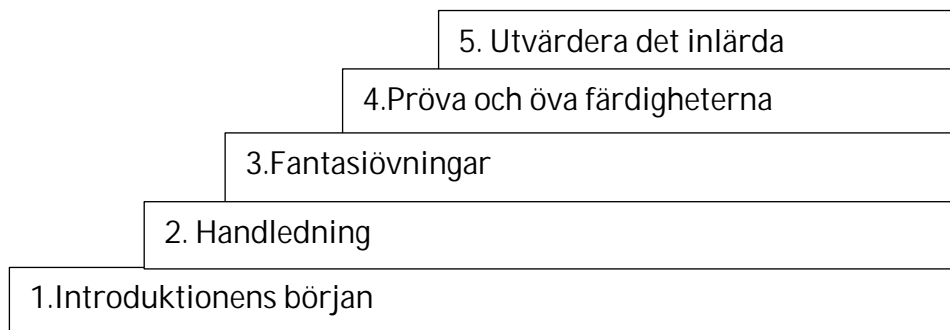 5. Utvärdera det inlärda
4.Pröva och öva färdigheterna
3.Fantasiövningar
2. Handledning
1.Introduktionens början